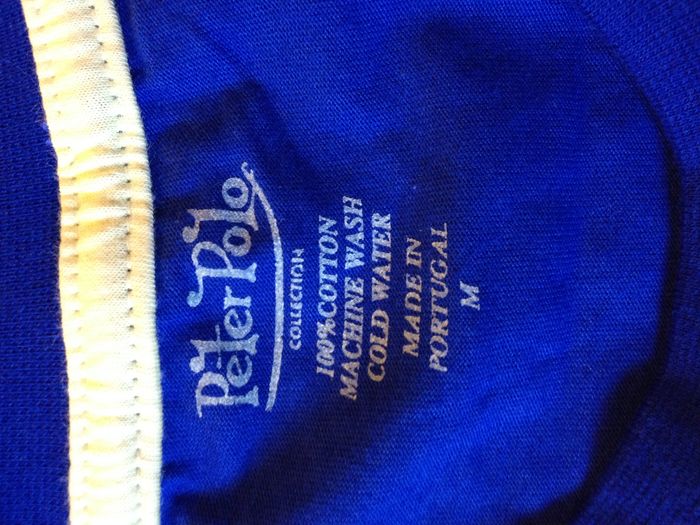 Peter Polo
COLLECTION
100%COTTON
MACHINE WASH
COLD WATER
MADE IN
PORTUGAL
M